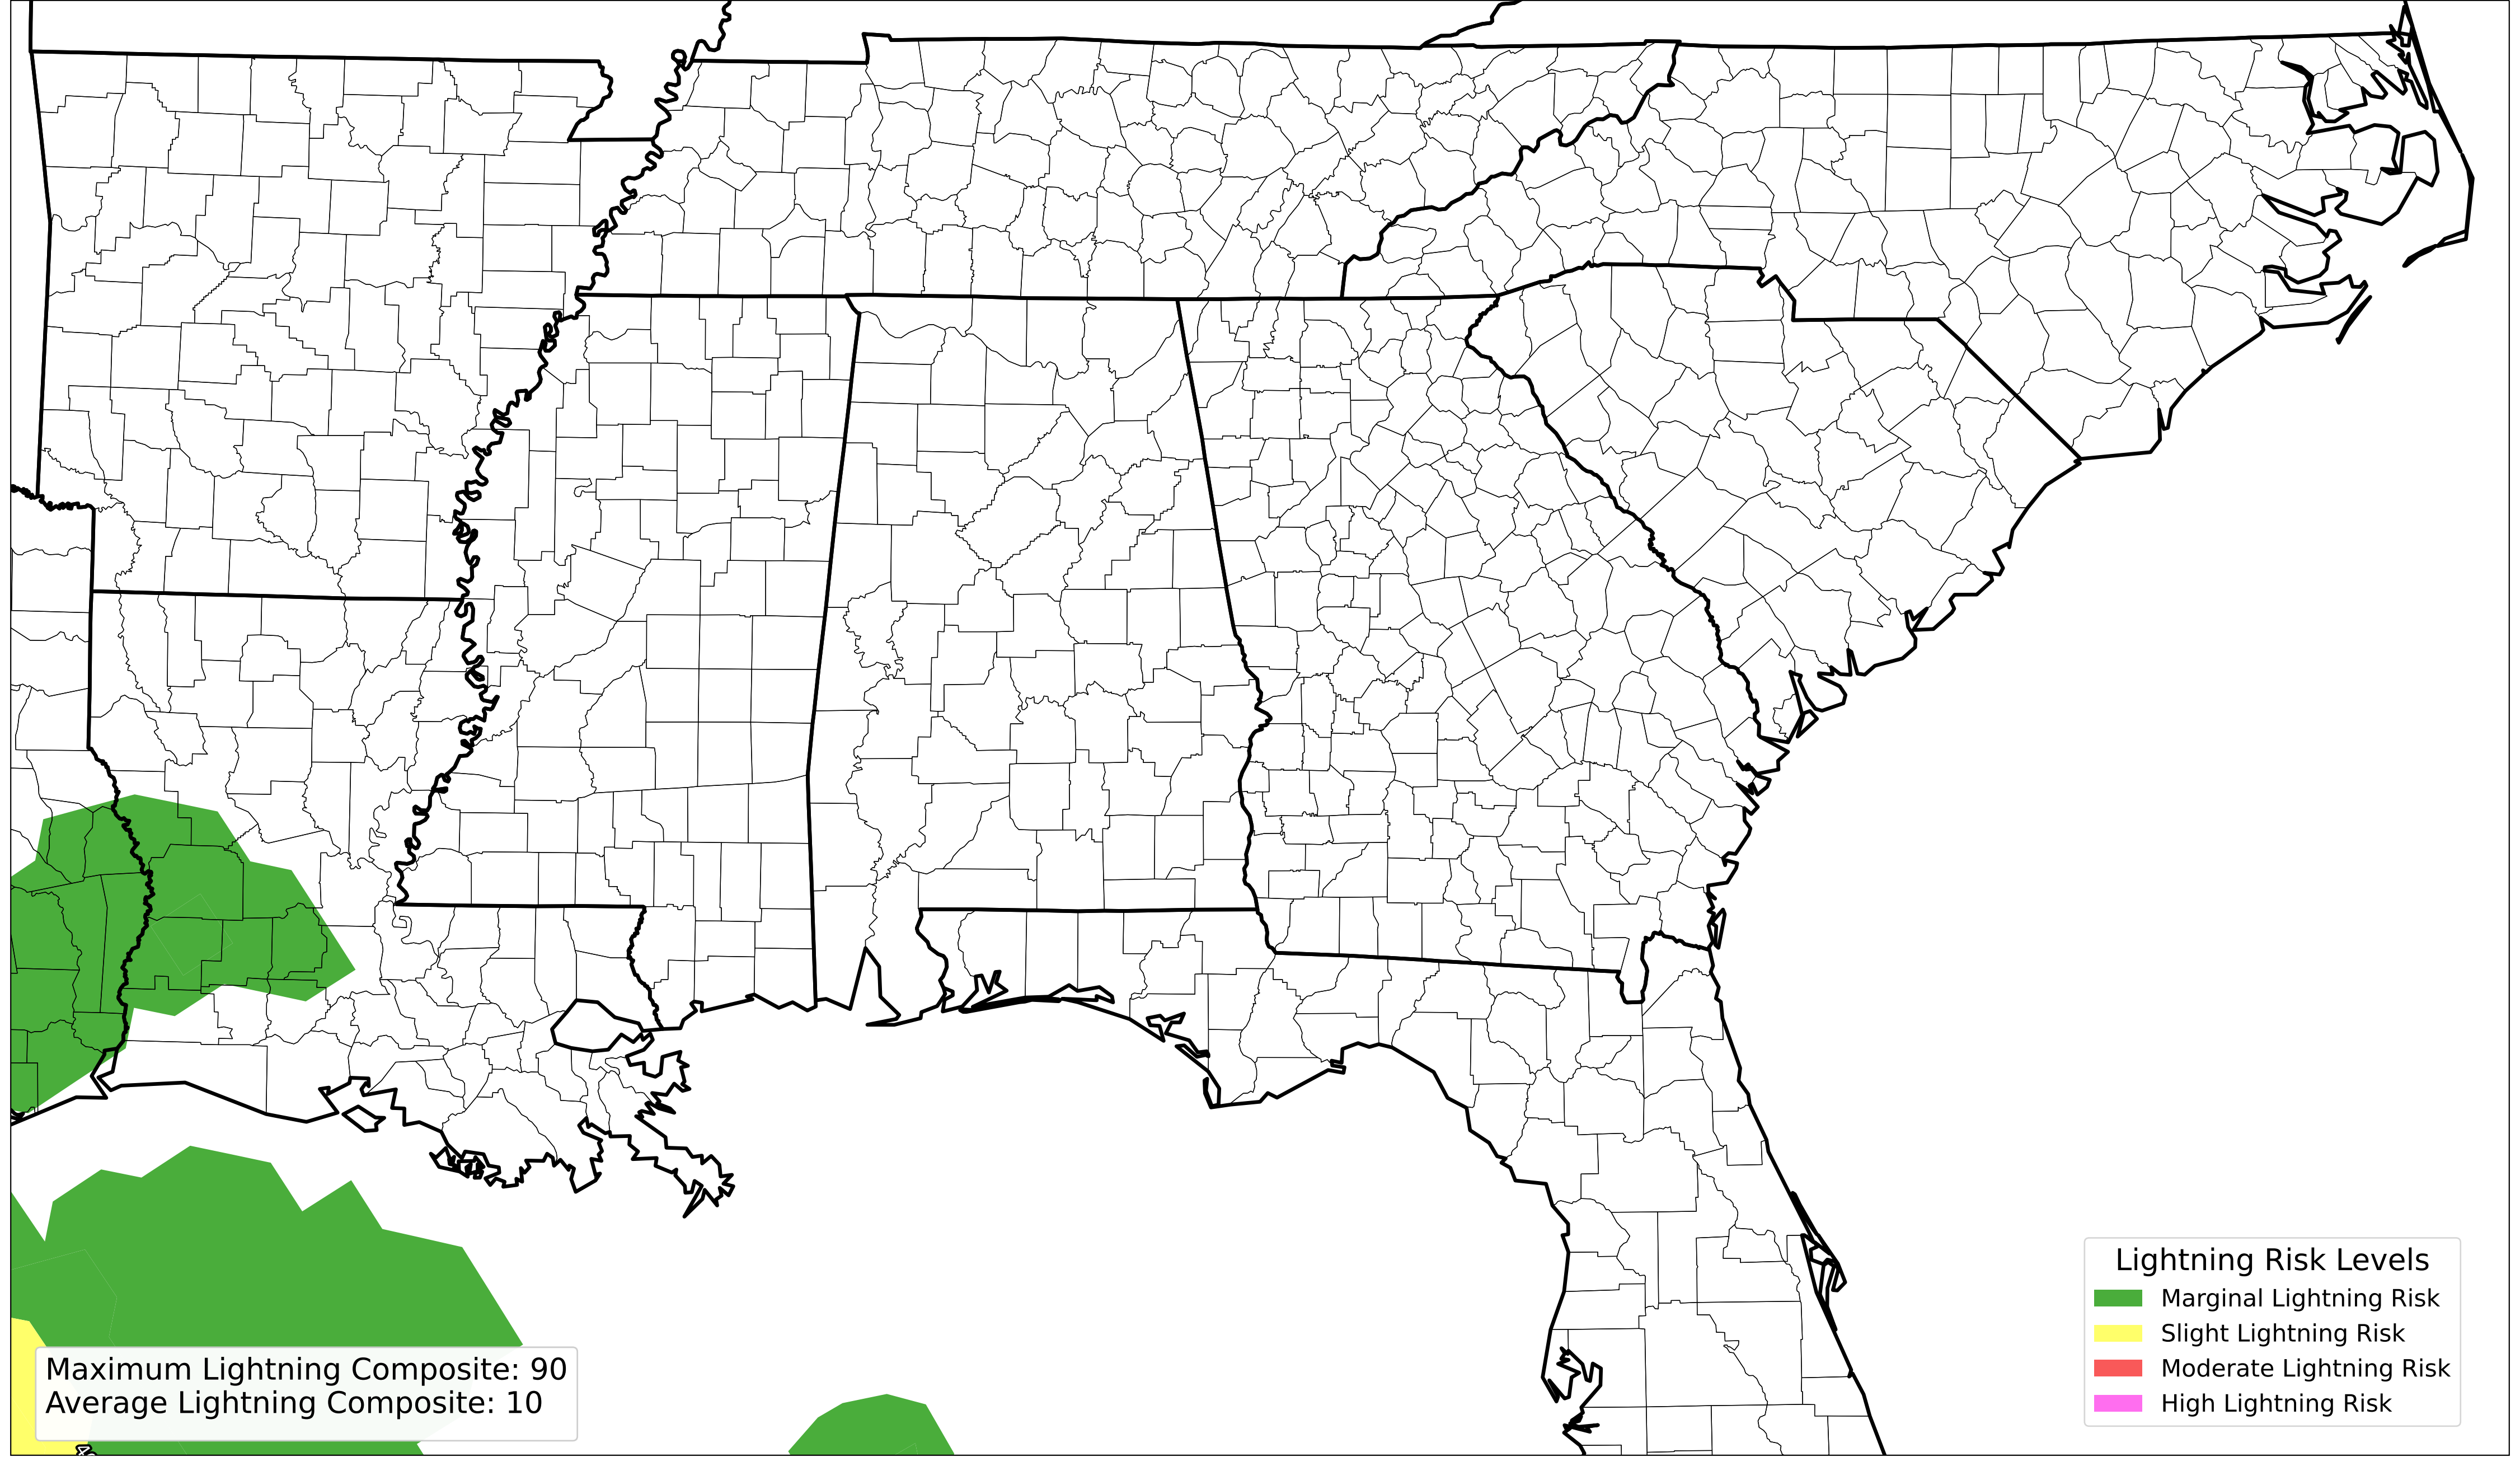 Maximum Lightning Composite: 90
Average Lightning Composite: 10
Lightning Risk Levels
Marginal Lightning Risk
Slight Lightning Risk
Moderate Lightning Risk
High Lightning Risk